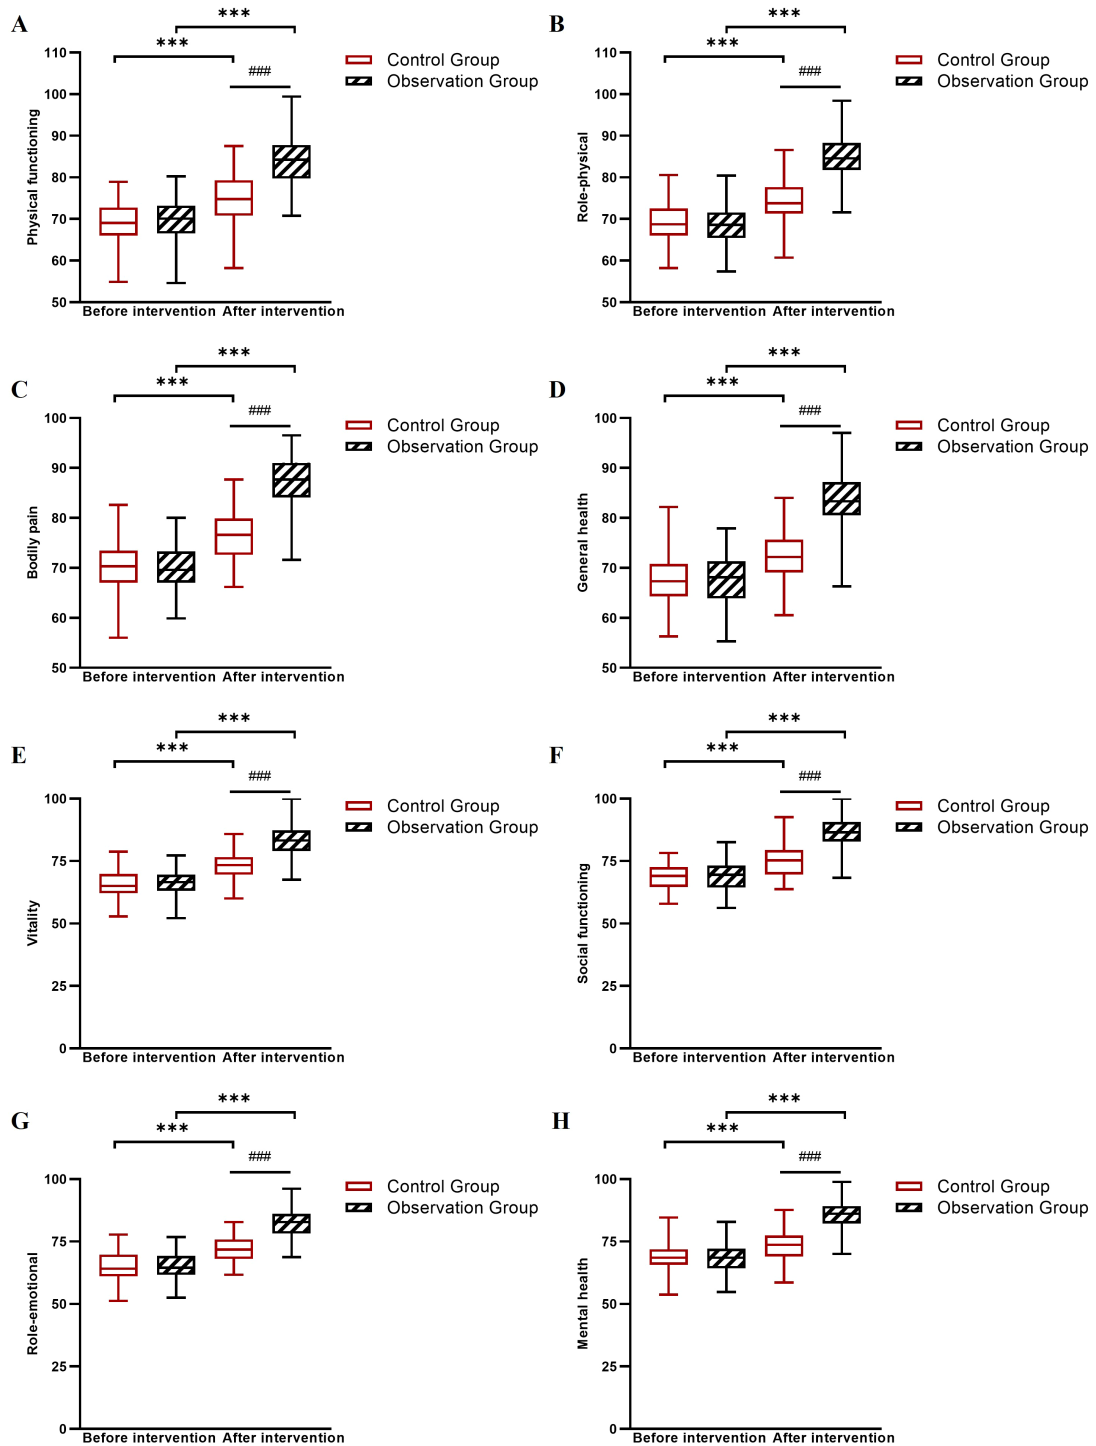 A
***
***
###
Control Group
Observation Group
110
100
90
80
70
60
50
Physical functioning
Before intervention After intervention
B
***
***
###
Control Group
Observation Group
110
100
90
80
70
60
50
Role-physical
Before intervention After intervention
C
***
***
###
Control Group
Observation Group
100
90
80
70
60
50
Bodily pain
Before intervention After intervention
D
***
***
###
Control Group
Observation Group
100
90
80
70
60
50
General health
Before intervention After intervention
E
***
***
###
Control Group
Observation Group
100
75
50
25
0
Vitality
Before intervention After intervention
F
***
***
###
Control Group
Observation Group
100
75
50
25
0
Social functioning
Before intervention After intervention
G
***
***
###
Control Group
Observation Group
100
75
50
25
0
Role-emotional
Before intervention After intervention
H
***
***
###
Control Group
Observation Group
100
75
50
25
0
Mental health
Before intervention After intervention